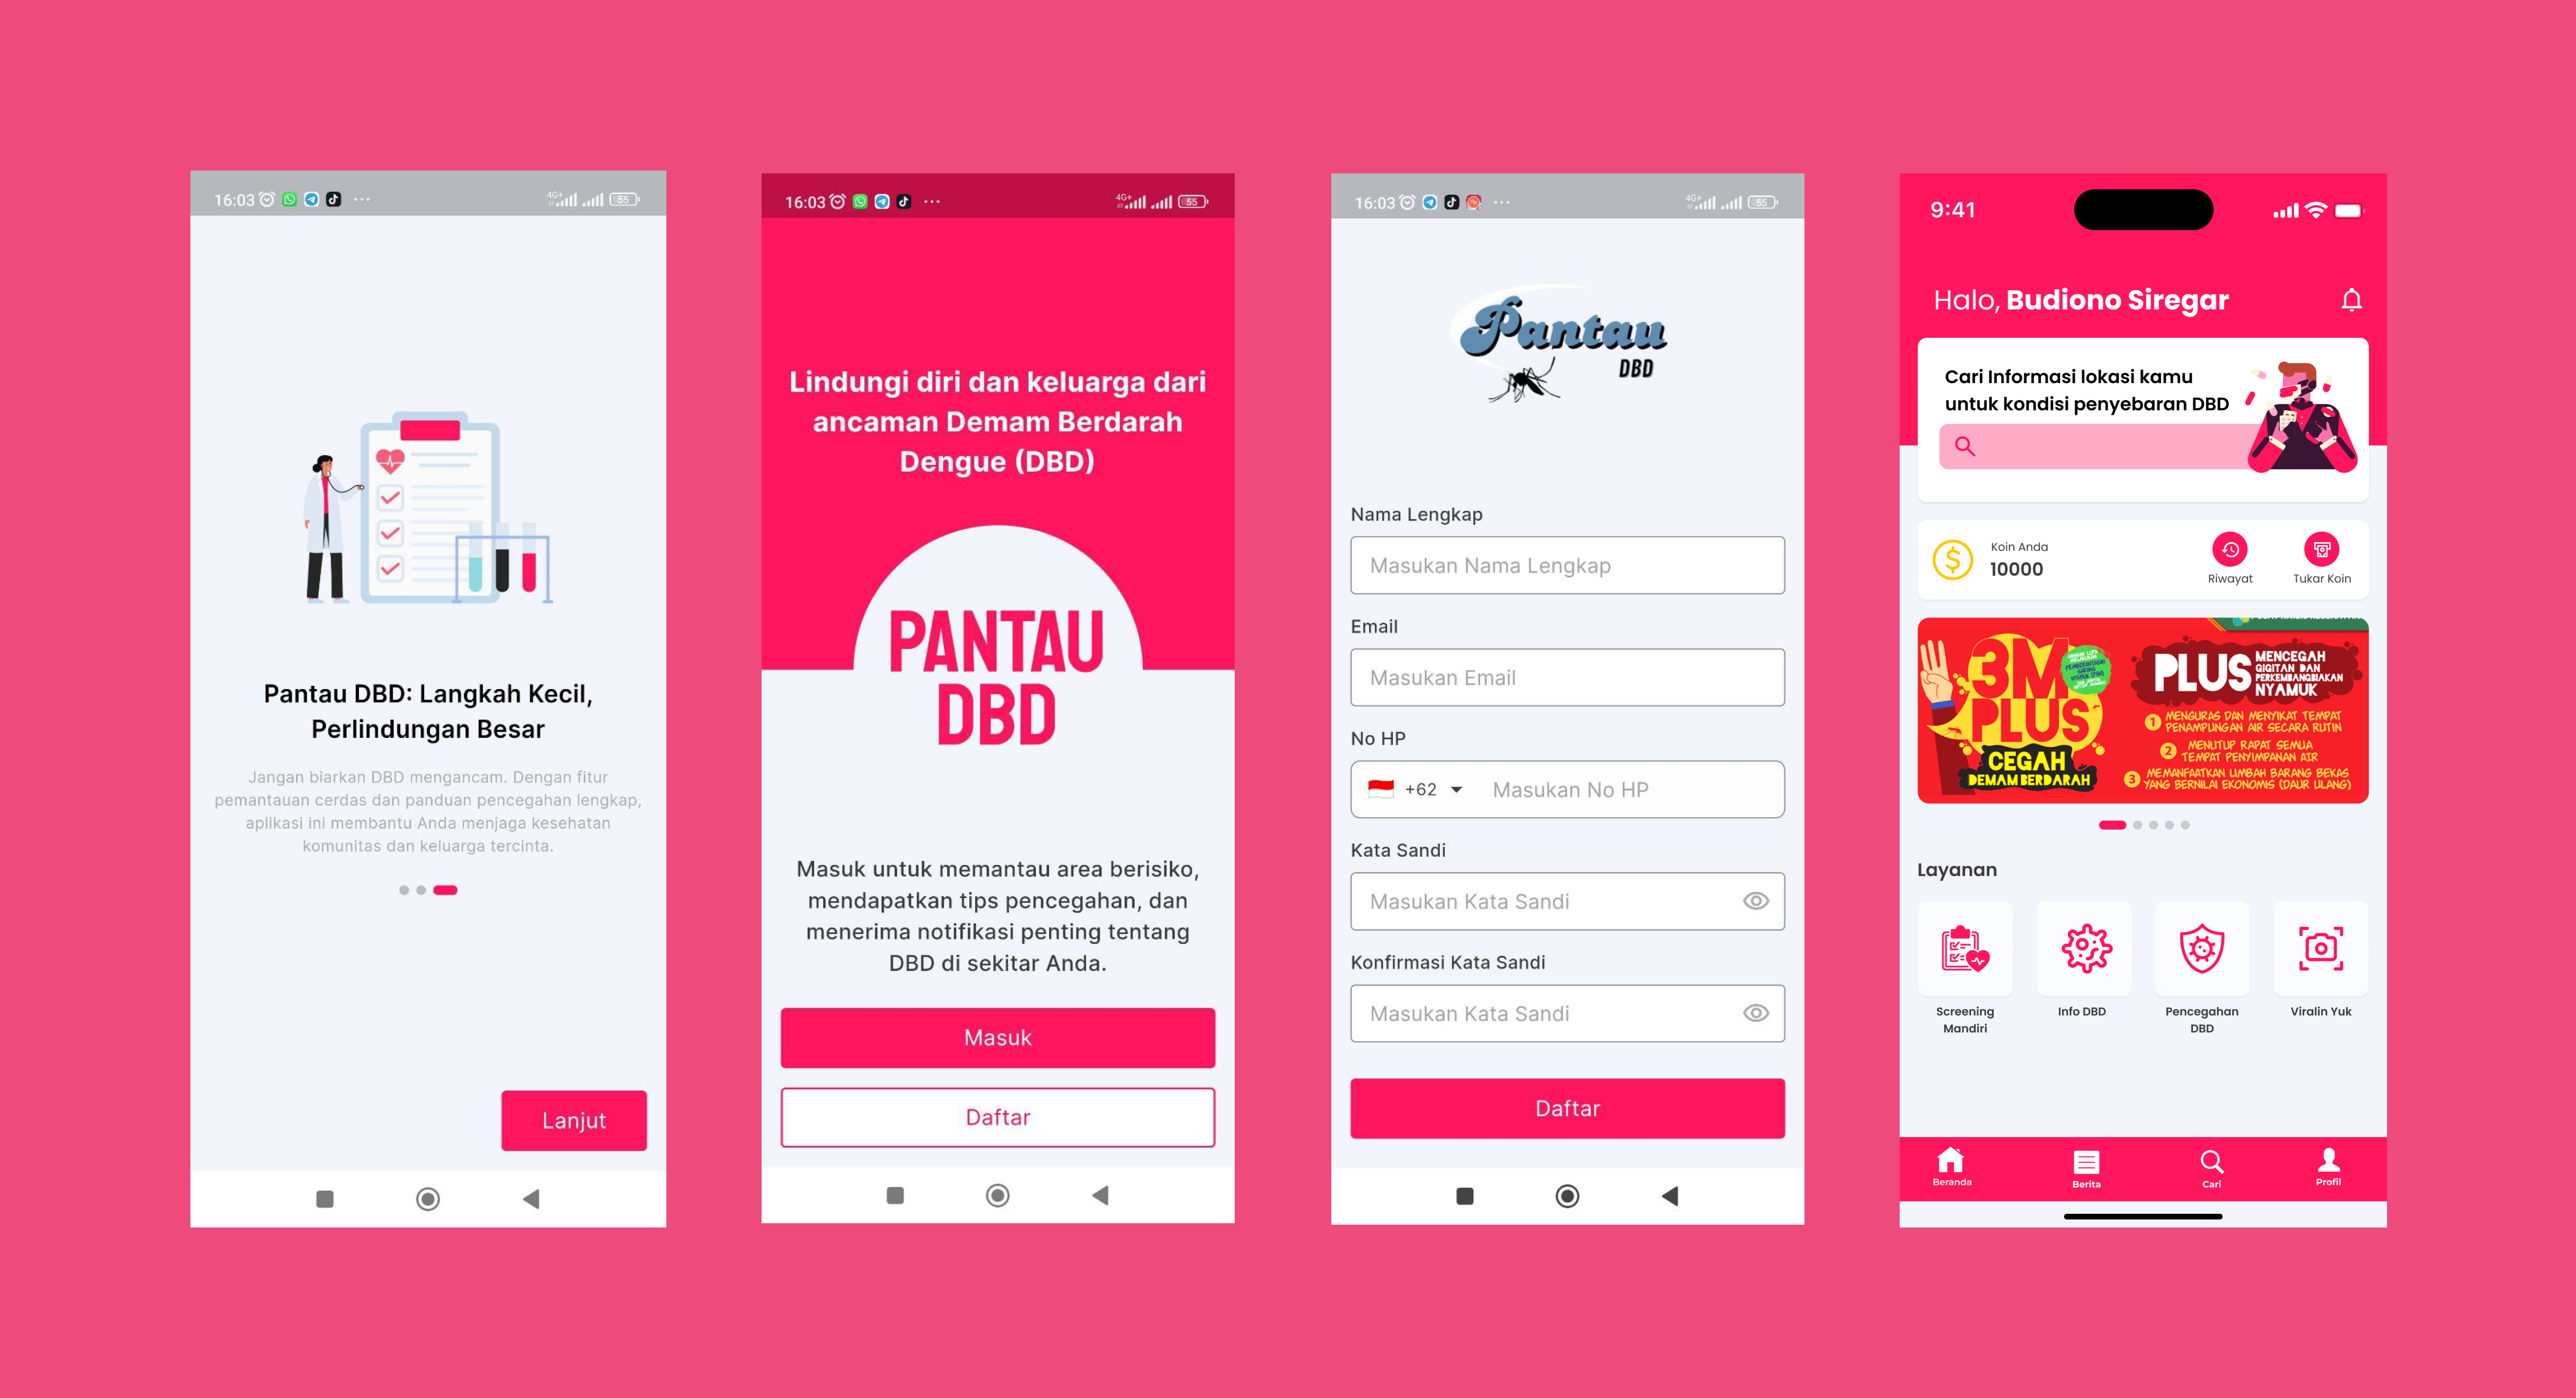 16:03
4G+
55
Pantau DBD: Langkah Kecil,
Perlindungan Besar
Jangan biarkan DBD mengancam. Dengan fitur
pemantauan cerdas dan panduan pencegahan lengkap,
aplikasi ini membantu Anda menjaga kesehatan
komunitas dan keluarga tercinta.
Lanjut
16:03
4G+
55
Lindungi diri dan keluarga dari
ancaman Demam Berdarah
Dengue (DBD)
PANTAU
DBD
Masuk untuk memantau area berisiko,
mendapatkan tips pencegahan, dan
menerima notifikasi penting tentang
DBD di sekitar Anda.
Masuk
Daftar
16:03
4G+
55
Pantau
DBD
Nama Lengkap
Masukan Nama Lengkap
Email
Masukan Email
No HP
+62
Masukan No HP
Kata Sandi
Masukan Kata Sandi
Konfirmasi Kata Sandi
Masukan Kata Sandi
Daftar
9:41
Halo, Budiono Siregar
Cari Informasi lokasi kamu
untuk kondisi penyebaran DBD
Koin Anda
10000
Riwayat
Tukar Koin
3M
PLUS
CEGAH
DEMAM BERDARAH
PLUS
MENCEGAH
GIGITAN DAN
PERKEMBANGBIAKAN
NYAMUK
1 MENGURAS DAN MENYIKAT TEMPAT
PENAMPUNGAN AIR SECARA RUTIN
2 MENUTUP RAPAT SEMUA
TEMPAT PENYIMPANAN AIR
3 MEMANFAATKAN LIMBAH BARANG BEKAS
YANG BERNILAI EKONOMIS (DAUR ULANG)
Layanan
Screening
Mandiri
Info DBD
Pencegahan
DBD
Viralin Yuk
Beranda
Berita
Cari
Profil